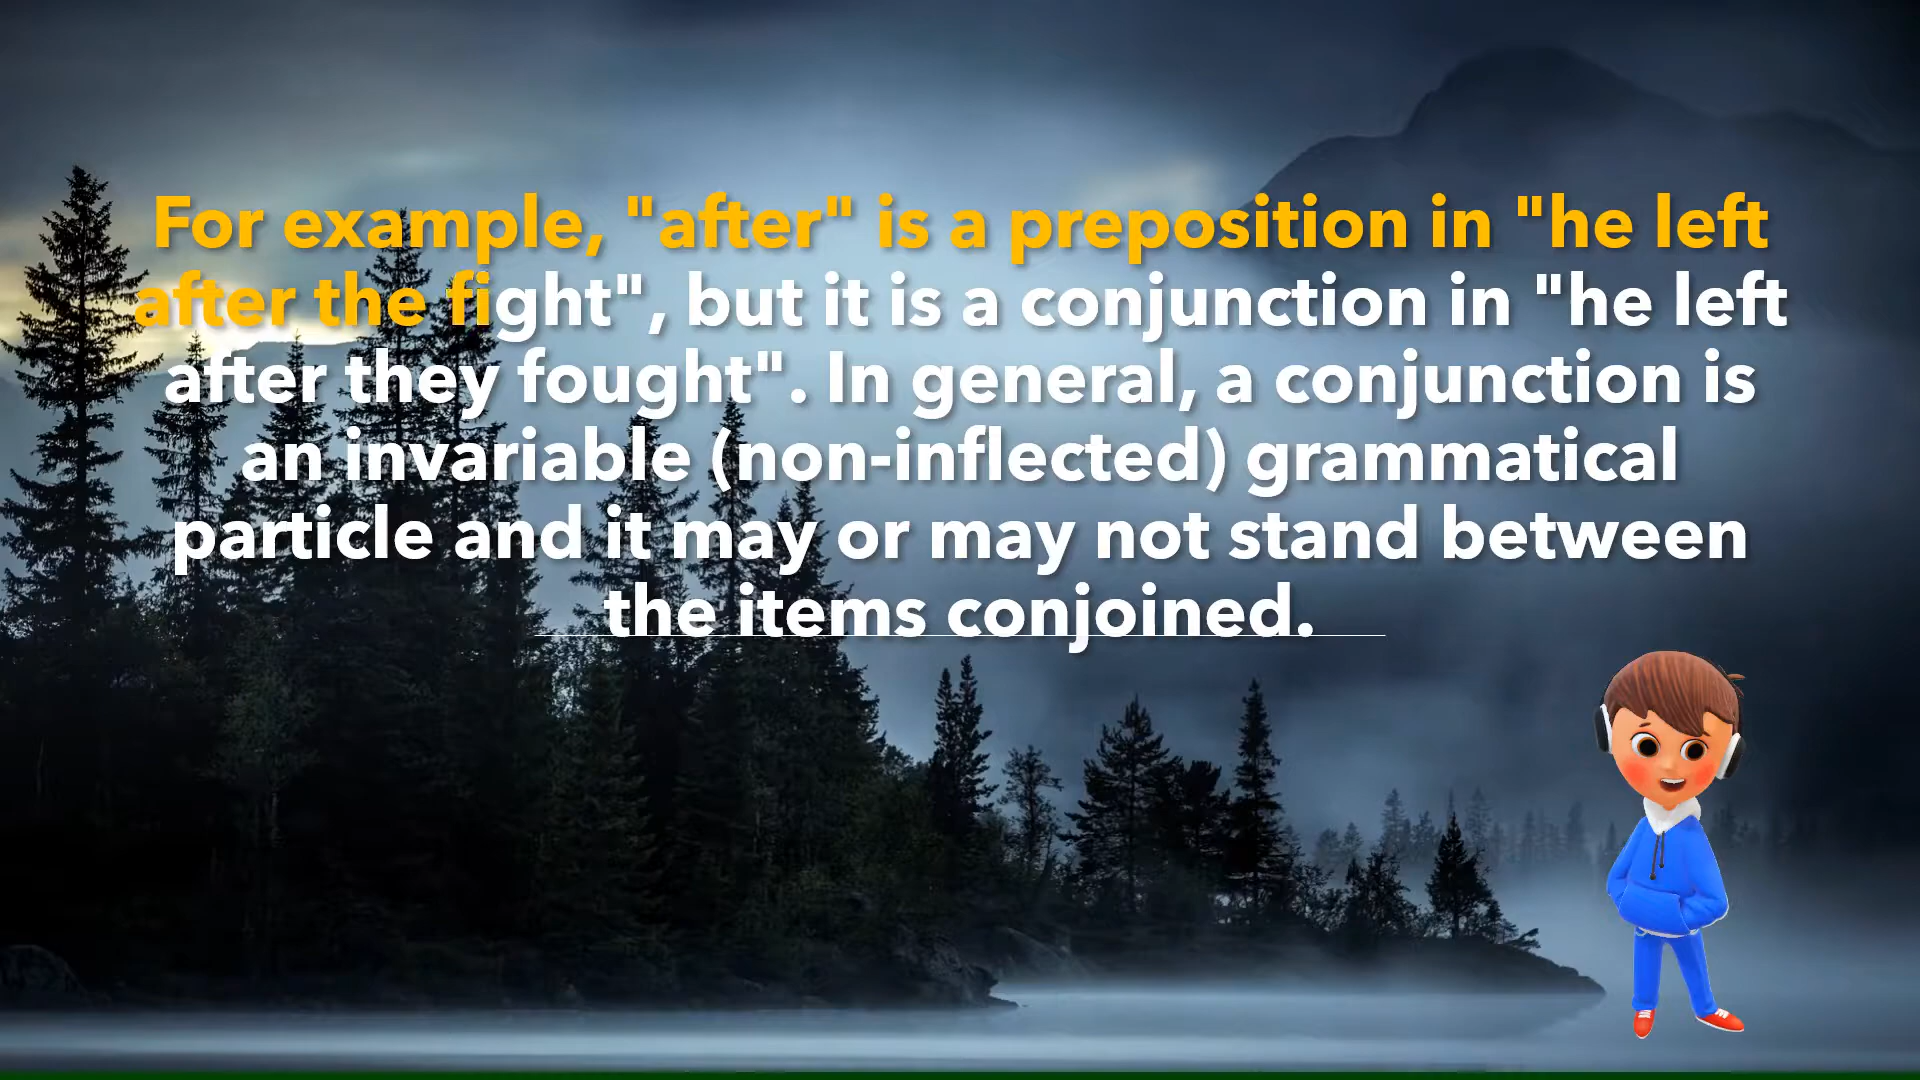 For example, "after" is a preposition in "he left
after the fight", but it is a conjunction in "he left
after they fought". In general, a conjunction is
an invariable (non-inflected) grammatical
particle and it may or may not stand between
the items conjoined.